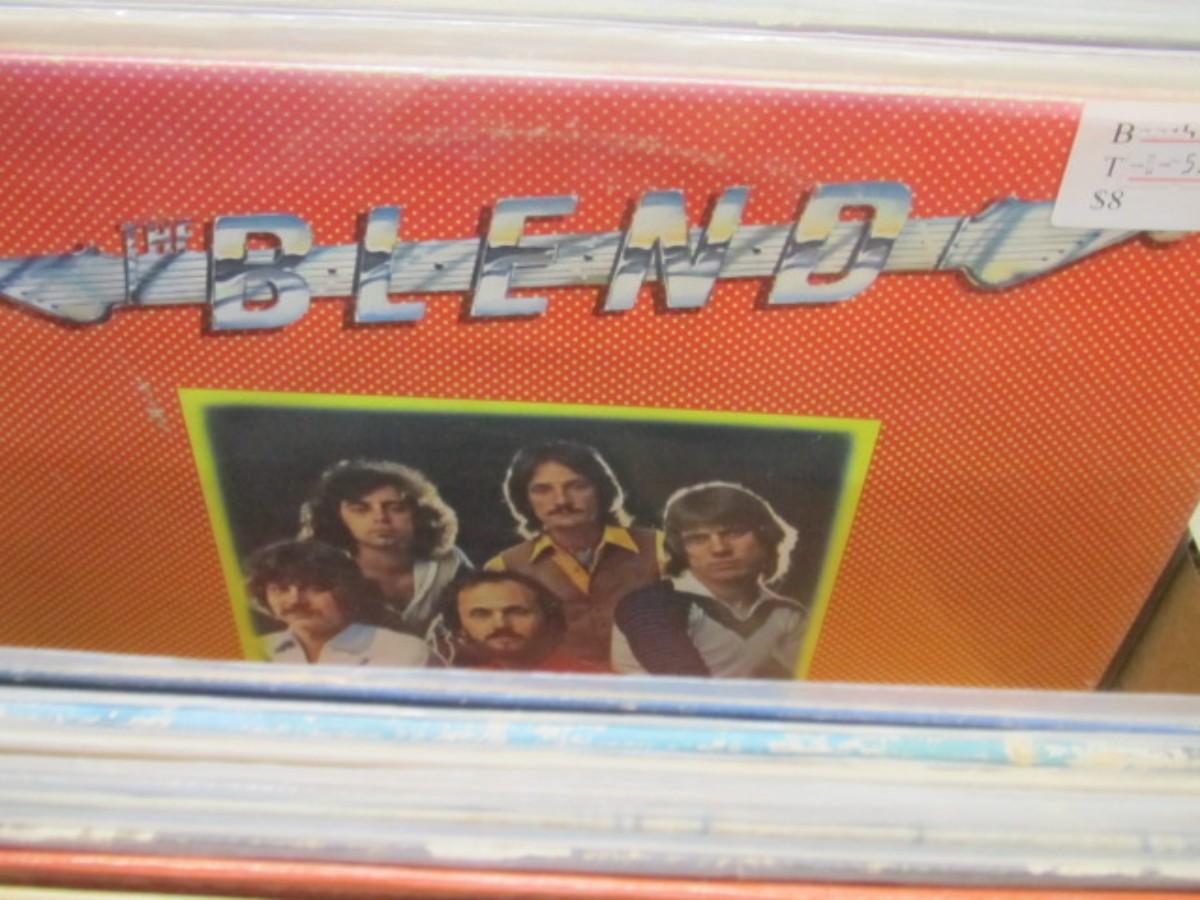 THE BLEND
B
T
$8